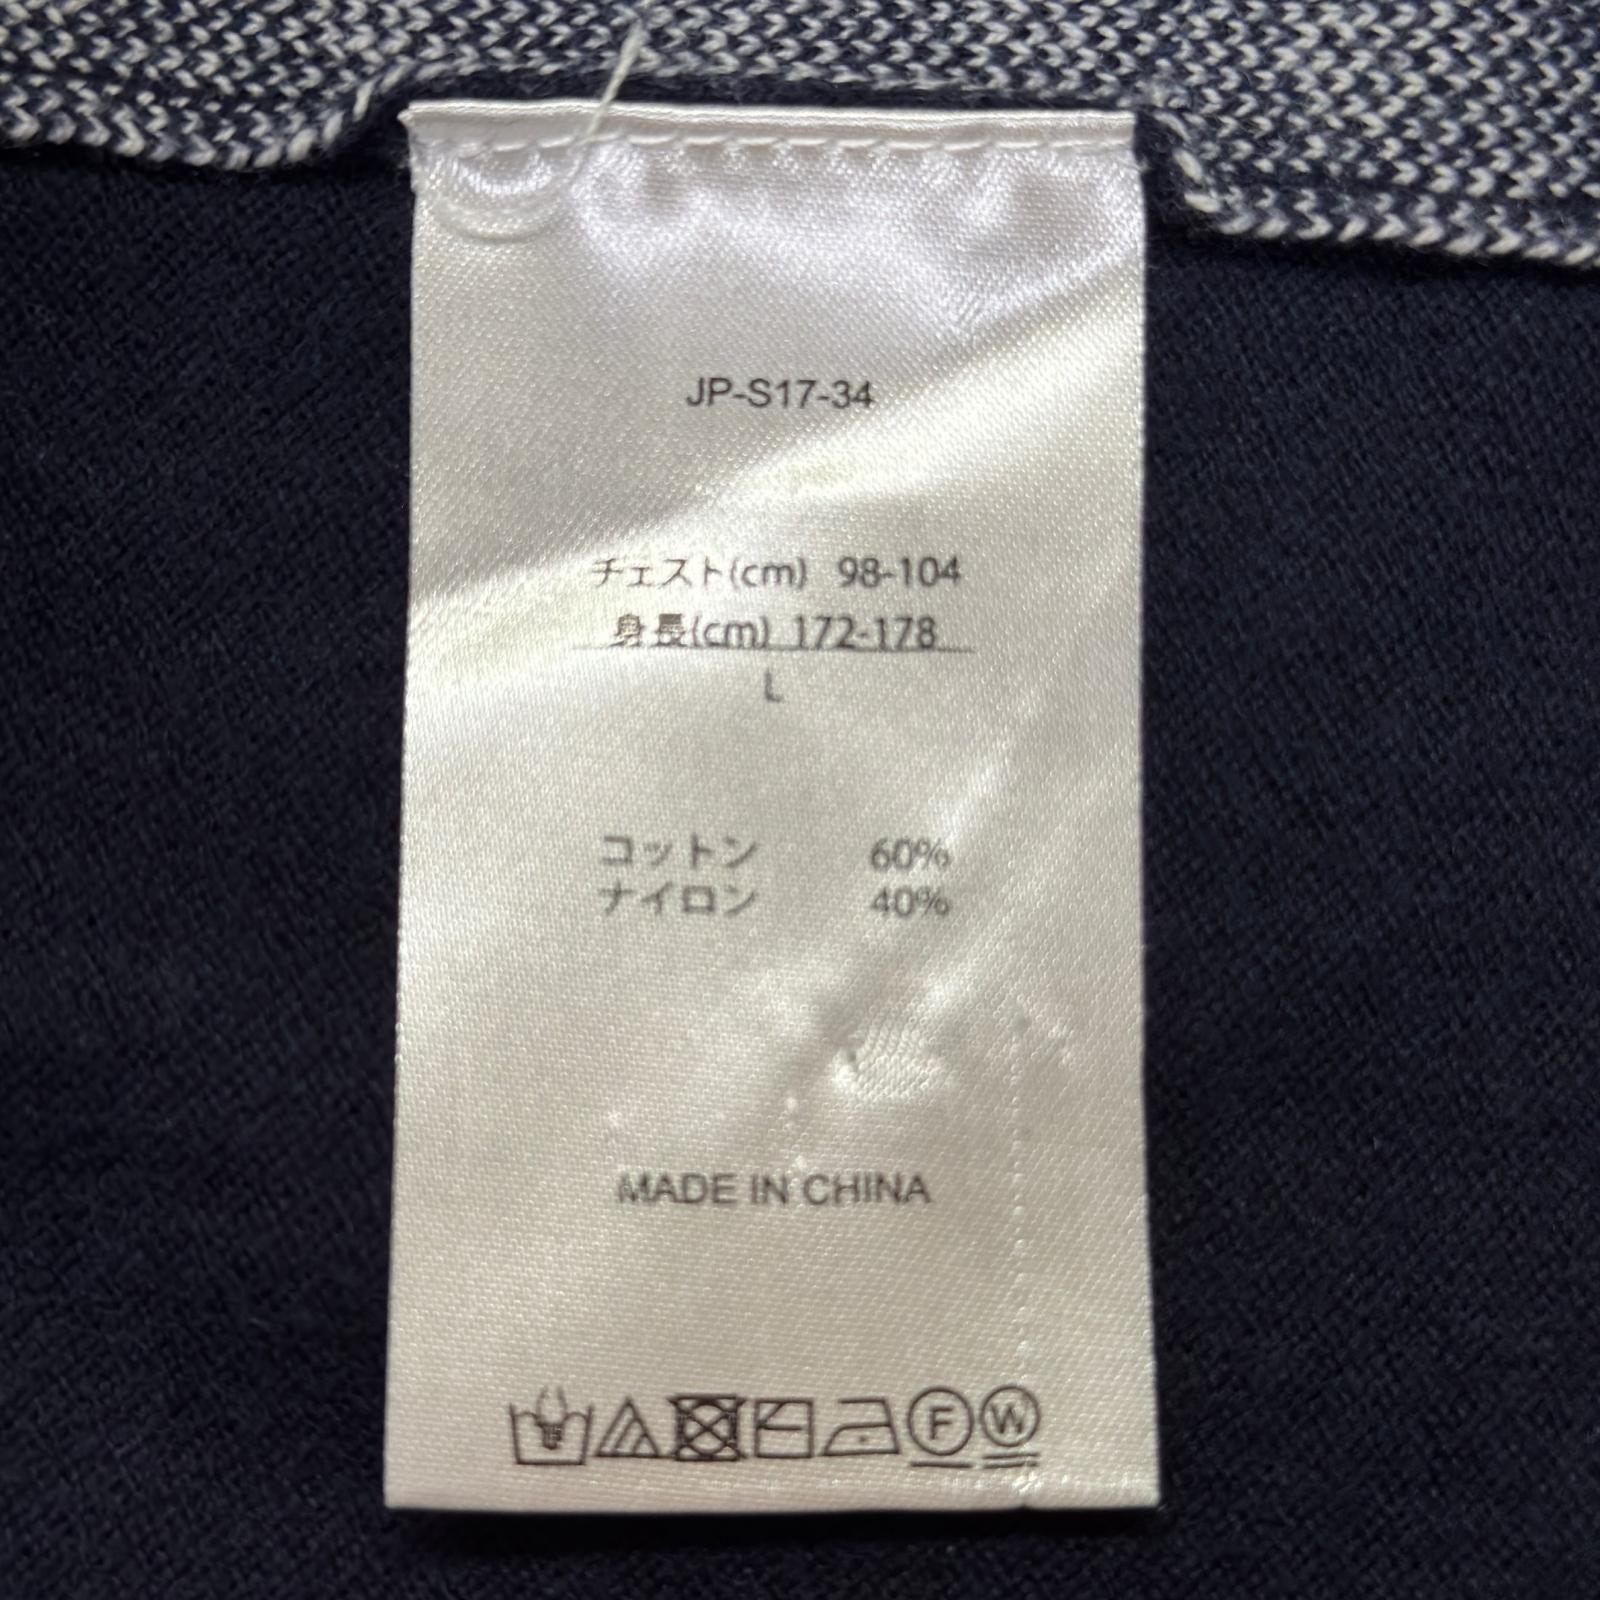 JP-S17-34
チェスト(cm) 98-104
身長(cm) 172-178
L
コットン 60%
ナイロン 40%
MADE IN CHINA
F W